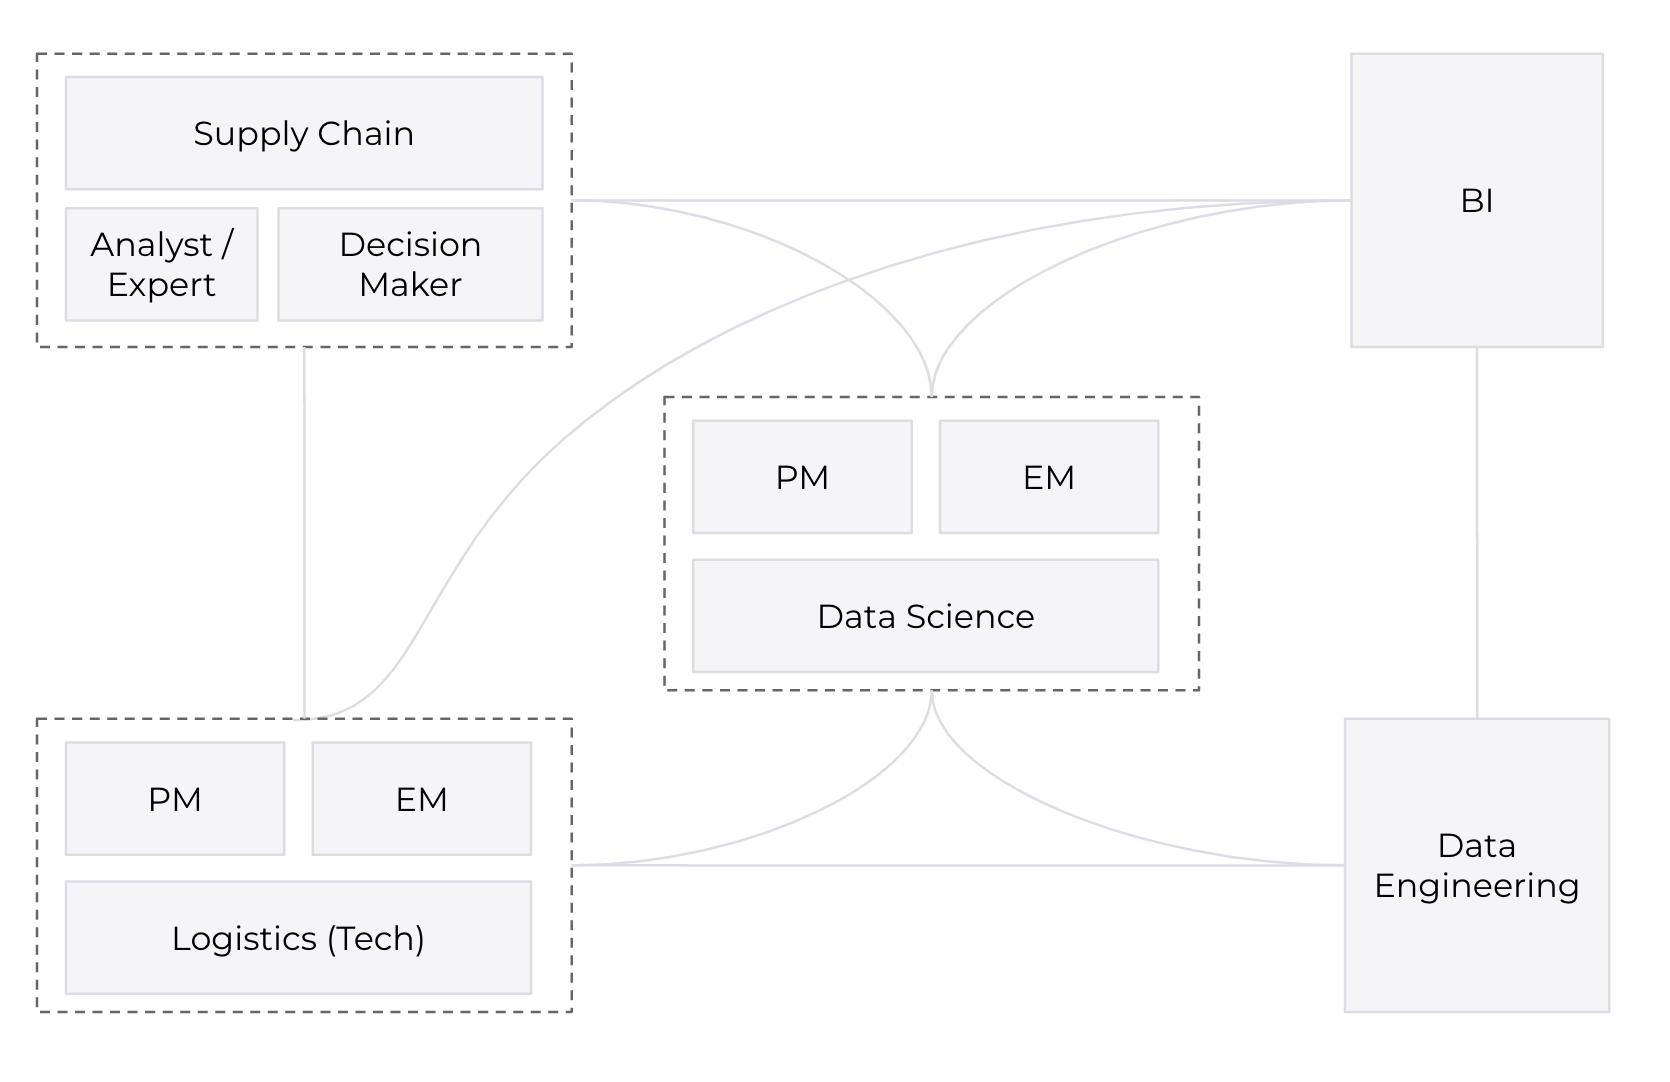 Supply Chain
Analyst /
Expert
Decision
Maker
BI
PM
EM
Data Science
PM
EM
Logistics (Tech)
Data
Engineering